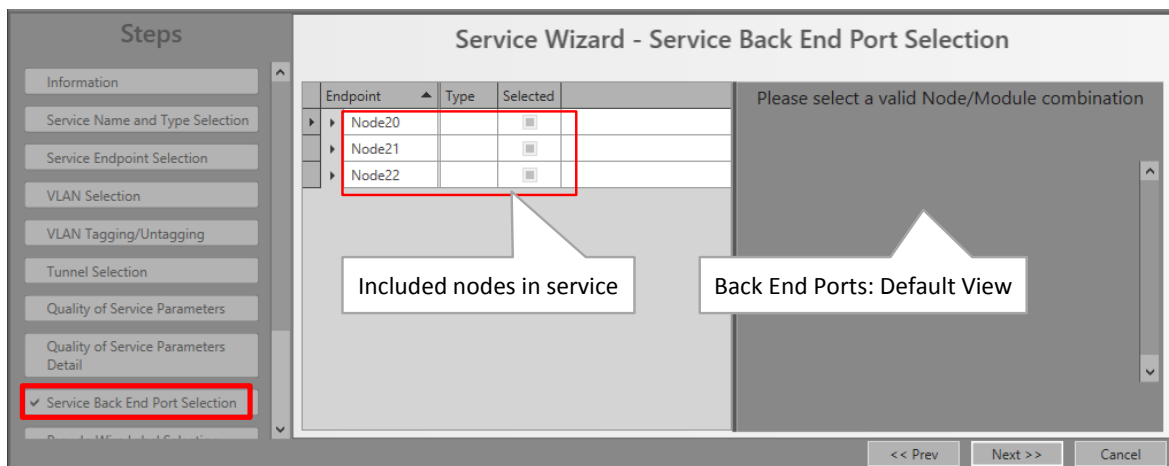 Steps
Information
Service Name and Type Selection
Service Endpoint Selection
VLAN Selection
VLAN Tagging/Untagging
Tunnel Selection
Quality of Service Parameters
Quality of Service Parameters
Detail
Service Back End Port Selection
Service Wizard - Service Back End Port Selection
Endpoint Type Selected
Node20
Node21
Node22
Included nodes in service
Please select a valid Node/Module combination
Back End Ports: Default View
<< Prev Next >> Cancel